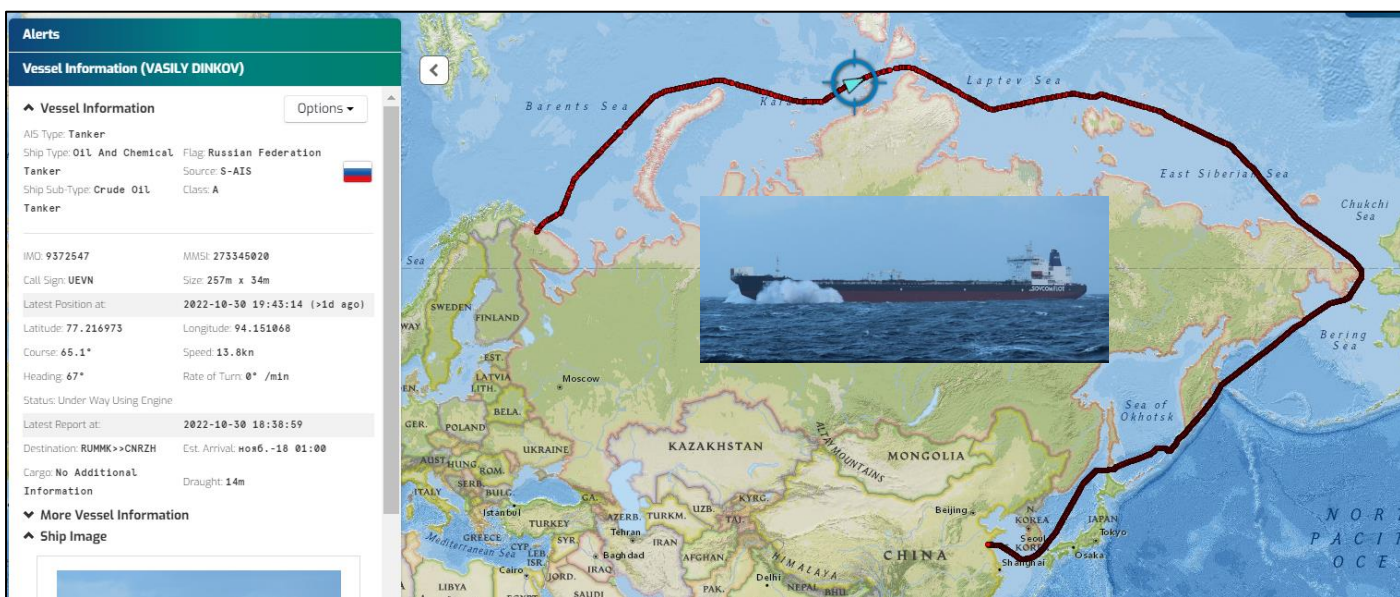 Alerts
Vessel Information (VASILY DINKOV)
Vessel Information
Options
AIS Type: Tanker
Ship Type: Oil And Chemical Tanker
Flag: Russian Federation
Source: S-AIS
Ship Sub-Type: Crude Oil Tanker
Class: A
IMO: 9372547
MMSI: 273345020
Call Sign: UEVN
Size: 257m x 34m
Latest Position at: 2022-10-30 19:43:14 (>1d ago)
Latitude: 77.216973
Longitude: 94.151068
Course: 65.1°
Speed: 13.8kn
Heading: 67°
Rate of Turn: 0° /min
Status: Under Way Using Engine
Latest Report at: 2022-10-30 18:38:59
Destination: RUMMK>>CNRZH
Est. Arrival: нояб.-18 01:00
Cargo: No Additional Information
Draught: 14m
More Vessel Information
Ship Image
Barents Sea
Kara
Laptev Sea
East Siberian Sea
Chukchi Sea
Bering Sea
Sea of Okhotsk
Sea
SWEDEN
FINLAND
WAY
EST.
LATVIA
LITH.
Moscow
BELA.
GER.
POLAND
UKRAINE
KAZAKHSTAN
ALTAY MOUNTAINS
MONGOLIA
AUST.
HUNG.
ROM.
SERB.
BULG.
ITALY
Istanbul
GA.
AZERB.
TURKM.
UZB.
KYRG.
TAJ.
TURKEY
GREECE
CYP.
SYR.
LEB.
ISR.
Tehran
Mediterranean Sea
Cairo
Baghdad
IRAN
IRAQ
JORD.
AFGHAN.
HIMALAYA
CHINA
Beijing
N. KOREA
Seoul
S. KOREA
JAPAN
Tokyo
Osaka
Shanghai
LIBYA
SAUDI
PAK.
Delhi
NEPAL
BHU.
SOVCOMFLOT